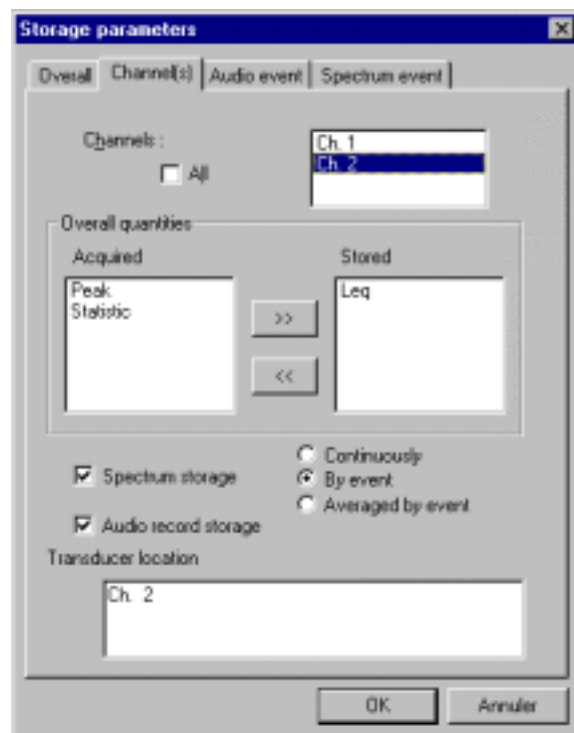 Storage parameters
Overall Channel(s) Audio event Spectrum event
Channels :
All
Ch. 1
Ch. 2
Overall quantities
Acquired
Stored
Peak
Statistic
Leq
>>
<<
Spectrum storage
Continuously
By event
Averaged by event
Audio record storage
Transducer location
Ch. 2
OK
Annuler